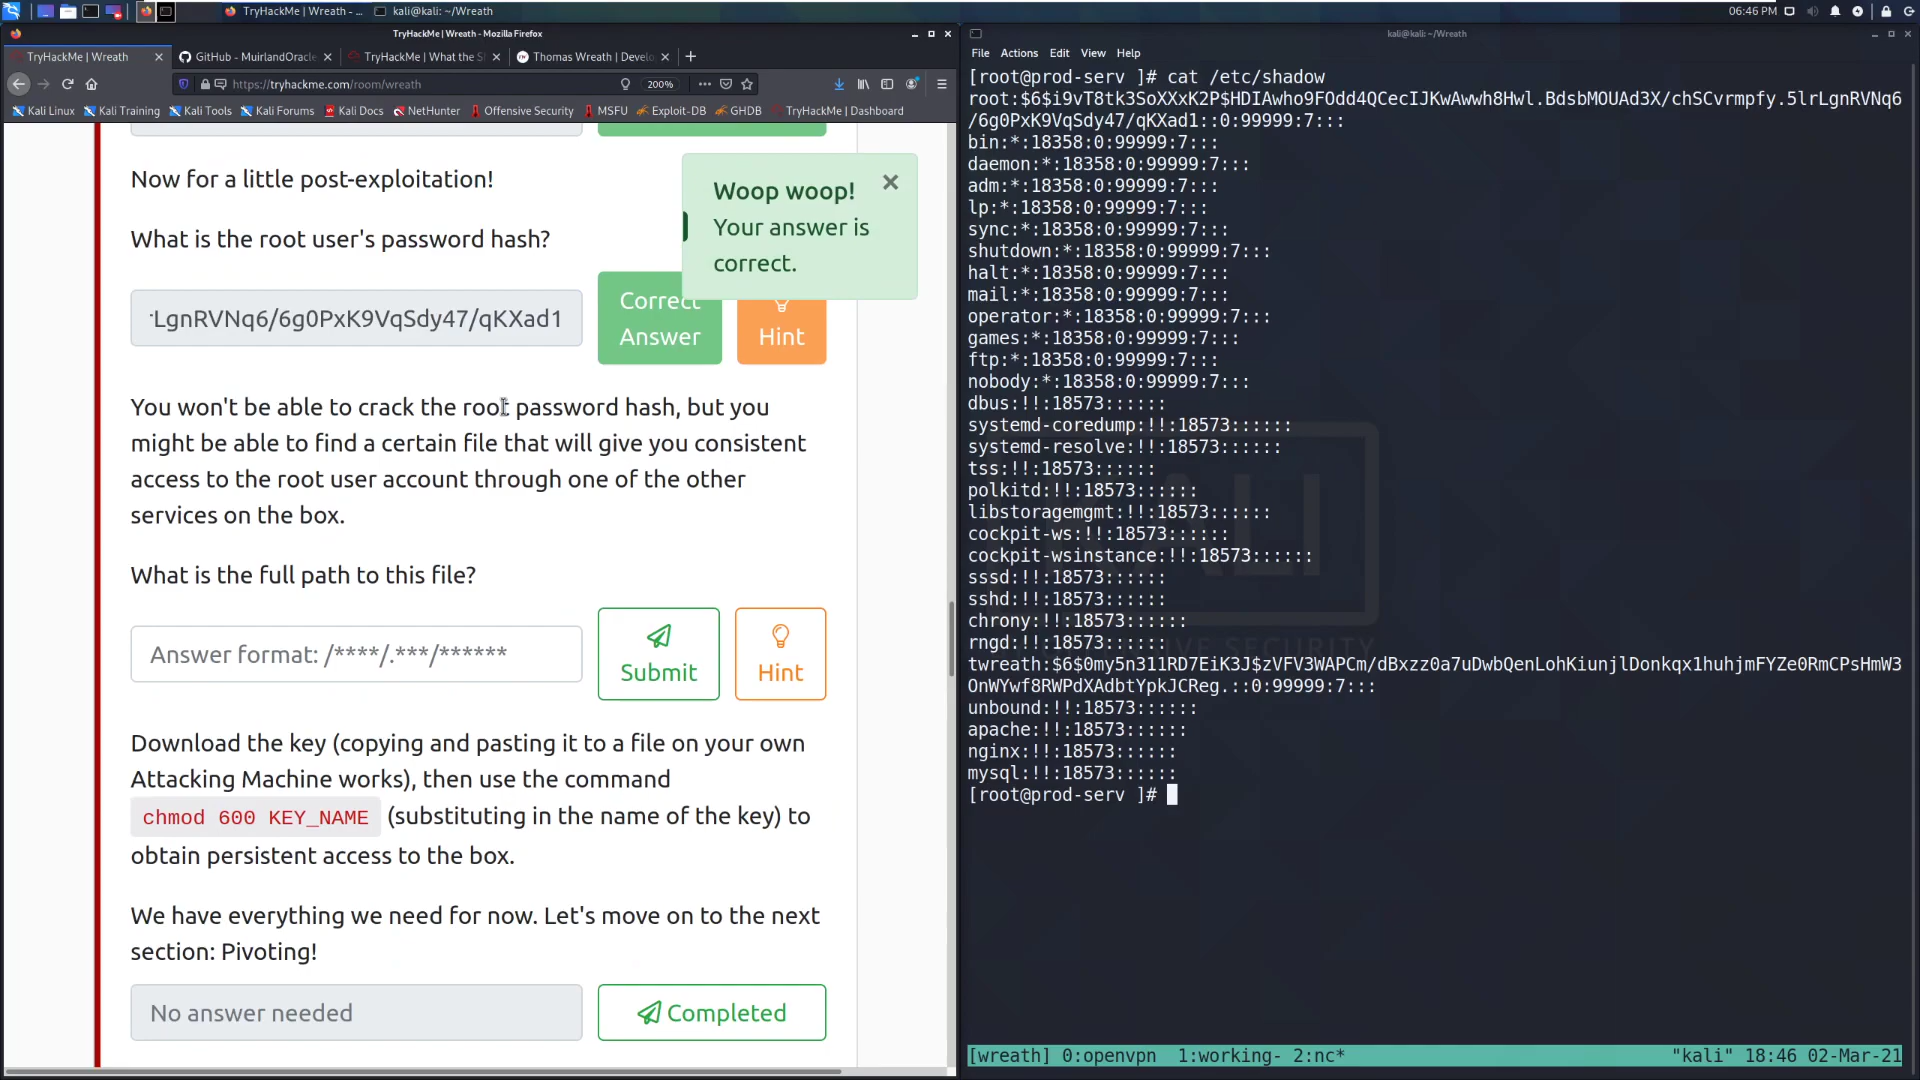 TryHackMe | Wreath - ...
kali@kali: ~/Wreath
06:46 PM
TryHackMe | Wreath - Mozilla Firefox
TryHackMe | Wreath
GitHub - MuirlandOracle
TryHackMe | What the S
Thomas Wreath | Develo
https://tryhackme.com/room/wreath
200%
Kali Linux
Kali Training
Kali Tools
Kali Forums
Kali Docs
NetHunter
Offensive Security
MSFU
Exploit-DB
GHDB
TryHackMe | Dashboard
Now for a little post-exploitation!
What is the root user's password hash?
LgnRVNq6/6g0PxK9VqSdy47/qKXad1
Correct
Answer
Hint
Woop woop!
Your answer is
correct.
You won't be able to crack the root password hash, but you
might be able to find a certain file that will give you consistent
access to the root user account through one of the other
services on the box.
What is the full path to this file?
Answer format: /****/.***/******
Submit
Hint
Download the key (copying and pasting it to a file on your own
Attacking Machine works), then use the command
chmod 600 KEY_NAME (substituting in the name of the key) to
obtain persistent access to the box.
We have everything we need for now. Let's move on to the next
section: Pivoting!
No answer needed
Completed
kali@kali: ~/Wreath
File Actions Edit View Help
[root@prod-serv ]# cat /etc/shadow
root:$6$i9vT8tk3SoXXxK2P$HDIAwho9FOdd4QCecIJKwAwwh8Hwl.BdsbMOUAd3X/chSCvrmpfy.5lrLgnRVNq6
/6g0PxK9VqSdy47/qKXad1::0:99999:7:::
bin:*:18358:0:99999:7:::
daemon:*:18358:0:99999:7:::
adm:*:18358:0:99999:7:::
lp:*:18358:0:99999:7:::
sync:*:18358:0:99999:7:::
shutdown:*:18358:0:99999:7:::
halt:*:18358:0:99999:7:::
mail:*:18358:0:99999:7:::
operator:*:18358:0:99999:7:::
games:*:18358:0:99999:7:::
ftp:*:18358:0:99999:7:::
nobody:*:18358:0:99999:7:::
dbus:!!:18573::::::
systemd-coredump:!!:18573::::::
systemd-resolve:!!:18573::::::
tss:!!:18573::::::
polkitd:!!:18573::::::
libstoragemgmt:!!:18573::::::
cockpit-ws:!!:18573::::::
cockpit-wsinstance:!!:18573::::::
sssd:!!:18573::::::
sshd:!!:18573::::::
chrony:!!:18573::::::
rngd:!!:18573::::::
twreath:$6$0my5n311RD7EiK3J$zVFV3WAPCm/dBxzz0a7uDwbQenLohKiunjlDonkqx1huhjmFYZe0RmCPsHmW3
OnWYwf8RWPdXAdbtYpkJCReg.::0:99999:7:::
unbound:!!:18573::::::
apache:!!:18573::::::
nginx:!!:18573::::::
mysql:!!:18573::::::
[root@prod-serv ]#
[wreath] 0:openvpn 1:working- 2:nc*
"kali" 18:46 02-Mar-21